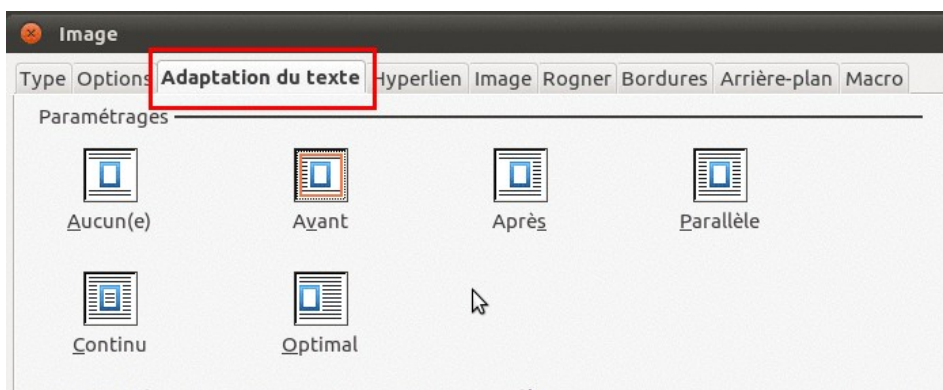 Image
Type Options Adaptation du texte Hyperlien Image Rogner Bordures Arrière-plan Macro
Paramétrages
Aucun(e) Avant Après Parallèle
Continu Optimal